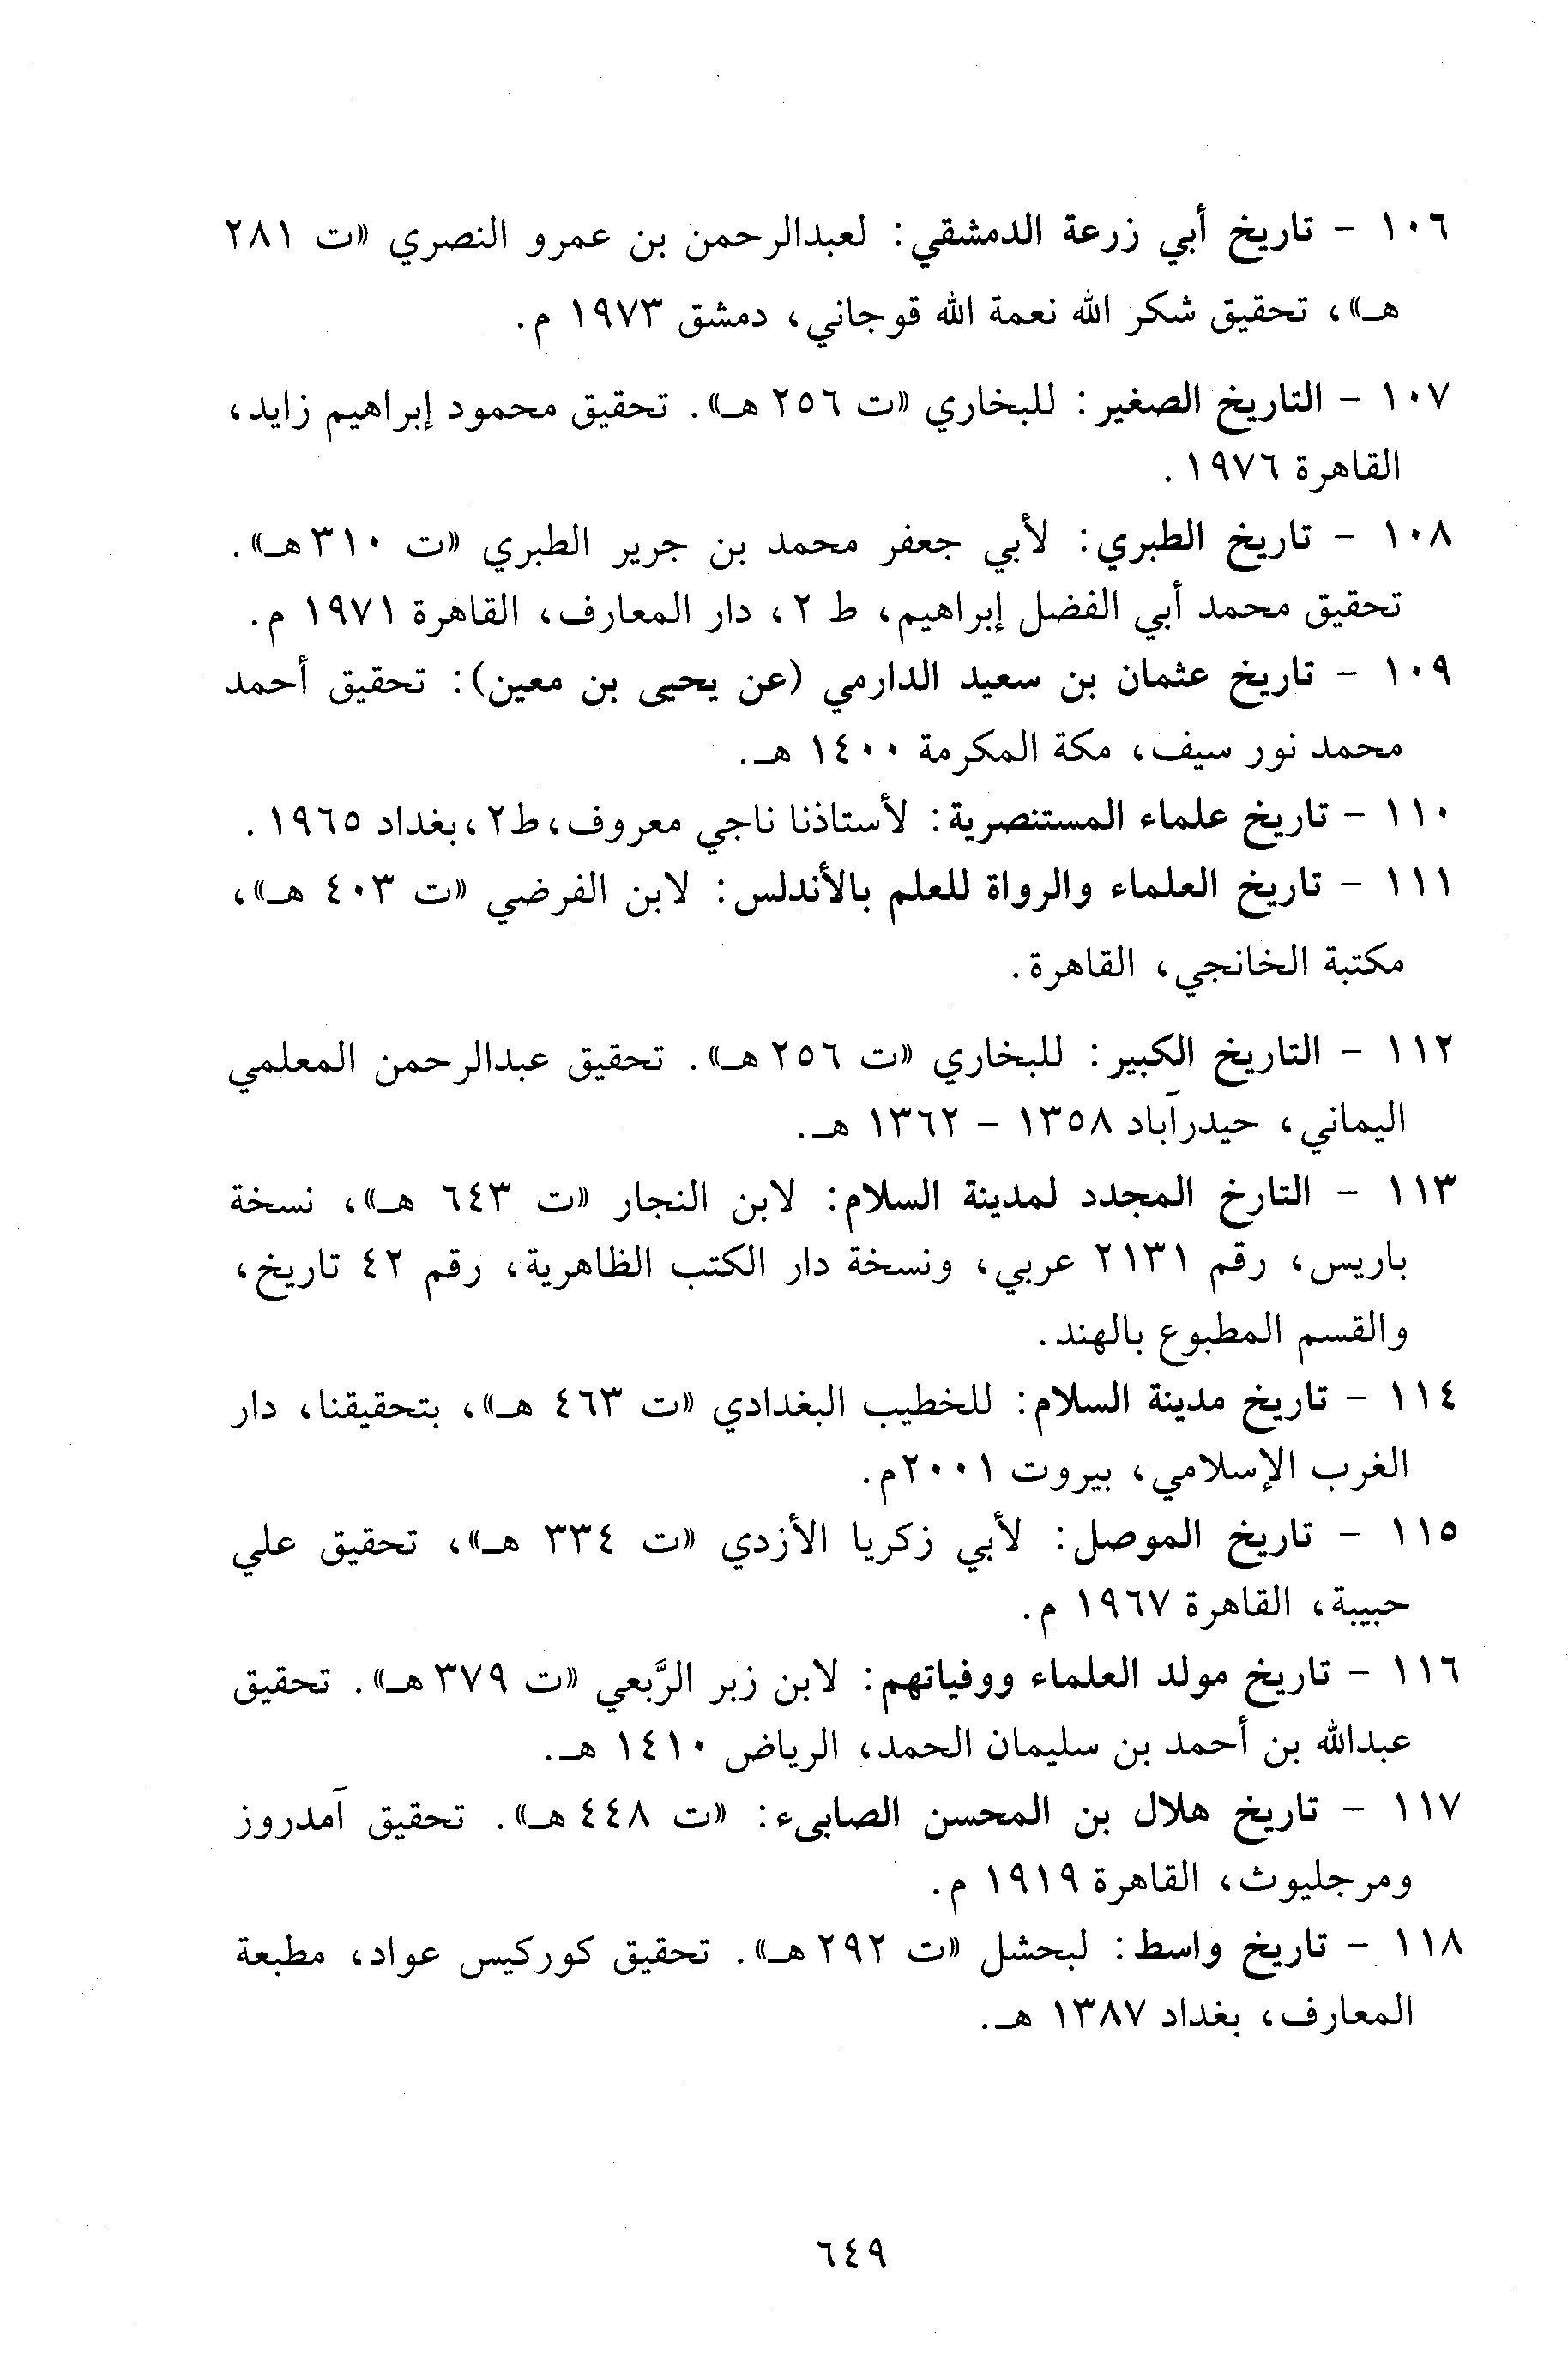 ١٠٦ - تاريخ أبي زرعة الدمشقي: لعبدالرحمن بن عمرو النصري «ت ٢٨١
هـ»، تحقيق شكر الله نعمة الله قوجاني، دمشق ١٩٧٣ م.
١٠٧ - التاريخ الصغير: للبخاري «ت ٢٥٦ هـ». تحقيق محمود إبراهيم زايد،
القاهرة ١٩٧٦.
١٠٨ - تاريخ الطبري: لأبي جعفر محمد بن جرير الطبري «ت ٣١٠هـ».
تحقيق محمد أبي الفضل إبراهيم، ط ٢، دار المعارف، القاهرة ١٩٧١ م.
١٠٩ - تاريخ عثمان بن سعيد الدارمي (عن يحيى بن معين): تحقيق أحمد
محمد نور سيف، مكة المكرمة ١٤٠٠ هـ.
١١٠ - تاريخ علماء المستنصرية: لأستاذنا ناجي معروف، ط٢، بغداد ١٩٦٥.
١١١ - تاريخ العلماء والرواة للعلم بالأندلس: لابن الفرضي «ت ٤٠٣ هـ»،
مكتبة الخانجي، القاهرة.
١١٢ - التاريخ الكبير: للبخاري «ت ٢٥٦ هـ». تحقيق عبدالرحمن المعلمي
اليماني، حيدرآباد ١٣٥٨ - ١٣٦٢ هـ.
١١٣ - التارخ المجدد لمدينة السلام: لابن النجار «ت ٦٤٣ هـ»، نسخة
باريس، رقم ٢١٣١ عربي، ونسخة دار الكتب الظاهرية، رقم ٤٢ تاريخ،
والقسم المطبوع بالهند.
١١٤ - تاريخ مدينة السلام: للخطيب البغدادي «ت ٤٦٣ هـ»، بتحقيقنا، دار
الغرب الإسلامي، بيروت ٢٠٠١م.
١١٥ - تاريخ الموصل: لأبي زكريا الأزدي «ت ٣٣٤ هـ»، تحقيق علي
حبيبة، القاهرة ١٩٦٧ م.
١١٦ - تاريخ مولد العلماء ووفياتهم: لابن زبر الرَّبعي «ت ٣٧٩ هـ». تحقيق
عبدالله بن أحمد بن سليمان الحمد، الرياض ١٤١٠ هـ.
١١٧ - تاريخ هلال بن المحسن الصابىء: «ت ٤٤٨ هـ». تحقيق آمدروز
ومرجليوث، القاهرة ١٩١٩ م.
١١٨ - تاريخ واسط: لبحشل «ت ٢٩٢ هـ». تحقيق كوركيس عواد، مطبعة
المعارف، بغداد ١٣٨٧ هـ.
٦٤٩